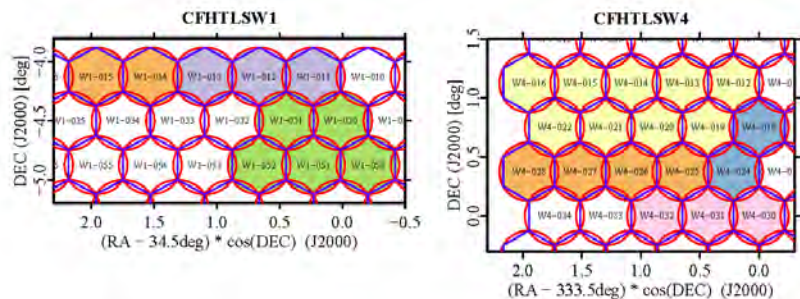 CFHTLSW1
DEC (J2000) [deg]
−4.0
−4.5
−5.0
W1-015 W1-014 W1-013 W1-012 W1-011 W1-010
1-035 W1-034 W1-033 W1-032 W1-031 W1-030 W1-0
W1-055 W1-054 W1-053 W1-052 W1-051 W1-050
2.0 1.5 1.0 0.5 0.0 −0.5
(RA − 34.5deg) * cos(DEC) (J2000)
CFHTLSW4
DEC (J2000) [deg]
1.5
1.0
0.5
0.0
W4-016 W4-015 W4-014 W4-013 W4-012 W4-0
W4-022 W4-021 W4-020 W4-019 W4-018
W4-028 W4-027 W4-026 W4-025 W4-024 W4-0
W4-034 W4-033 W4-032 W4-031 W4-030
2.0 1.5 1.0 0.5 0.0
(RA − 333.5deg) * cos(DEC) (J2000)